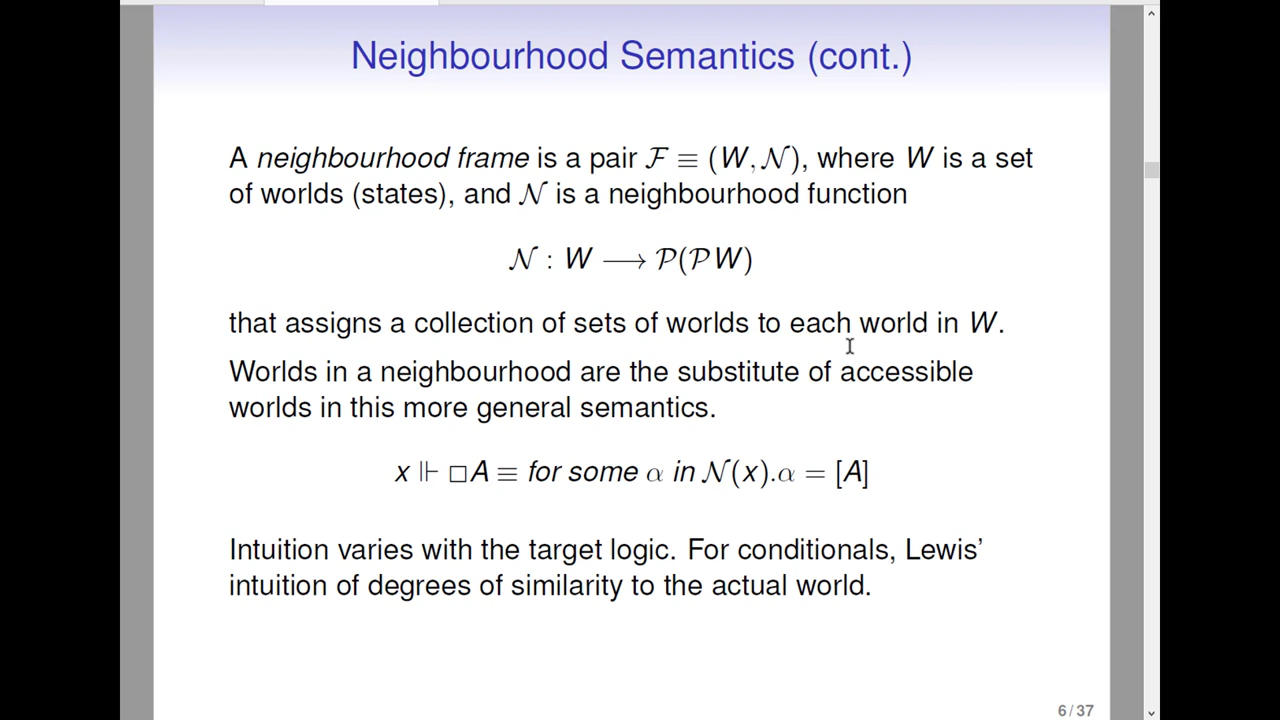 Neighbourhood Semantics (cont.)
A neighbourhood frame is a pair ℱ ≡ (W, 𝒩), where W is a set
of worlds (states), and 𝒩 is a neighbourhood function
𝒩 : W ⟶ 𝒫(𝒫W)
that assigns a collection of sets of worlds to each world in W.
Worlds in a neighbourhood are the substitute of accessible
worlds in this more general semantics.
x ⊩ □A ≡ for some α in 𝒩(x).α = [A]
Intuition varies with the target logic. For conditionals, Lewis'
intuition of degrees of similarity to the actual world.
6 / 37